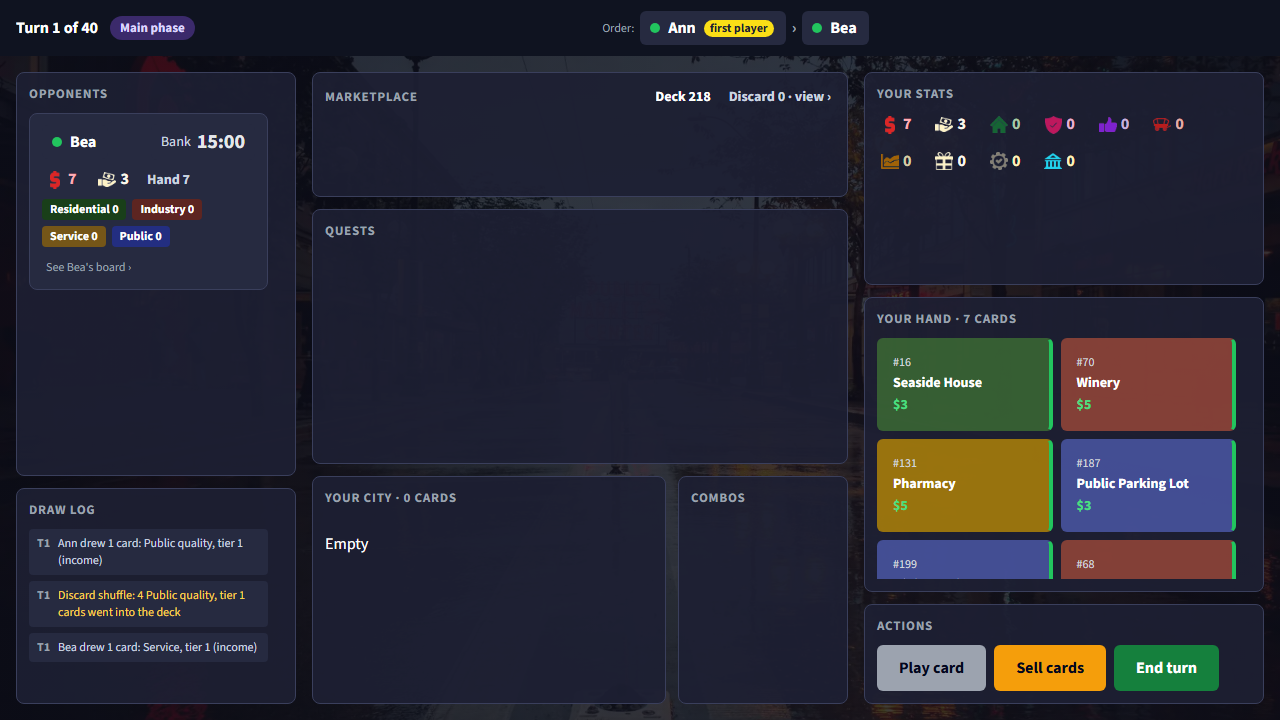 Turn 1 of 40
Main phase
Order:
Ann
first player
›
Bea
OPPONENTS
Bea
Bank 15:00
7
3
Hand 7
Residential 0
Industry 0
Service 0
Public 0
See Bea's board ›
DRAW LOG
T1 Ann drew 1 card: Public quality, tier 1
(income)
T1 Discard shuffle: 4 Public quality, tier 1
cards went into the deck
T1 Bea drew 1 card: Service, tier 1 (income)
MARKETPLACE
Deck 218
Discard 0 · view ›
QUESTS
YOUR CITY · 0 CARDS
Empty
COMBOS
YOUR STATS
7 3 0 0 0 0
0 0 0 0
YOUR HAND · 7 CARDS
#16
Seaside House
$3
#70
Winery
$5
#131
Pharmacy
$5
#187
Public Parking Lot
$3
#199
#68
ACTIONS
Play card
Sell cards
End turn